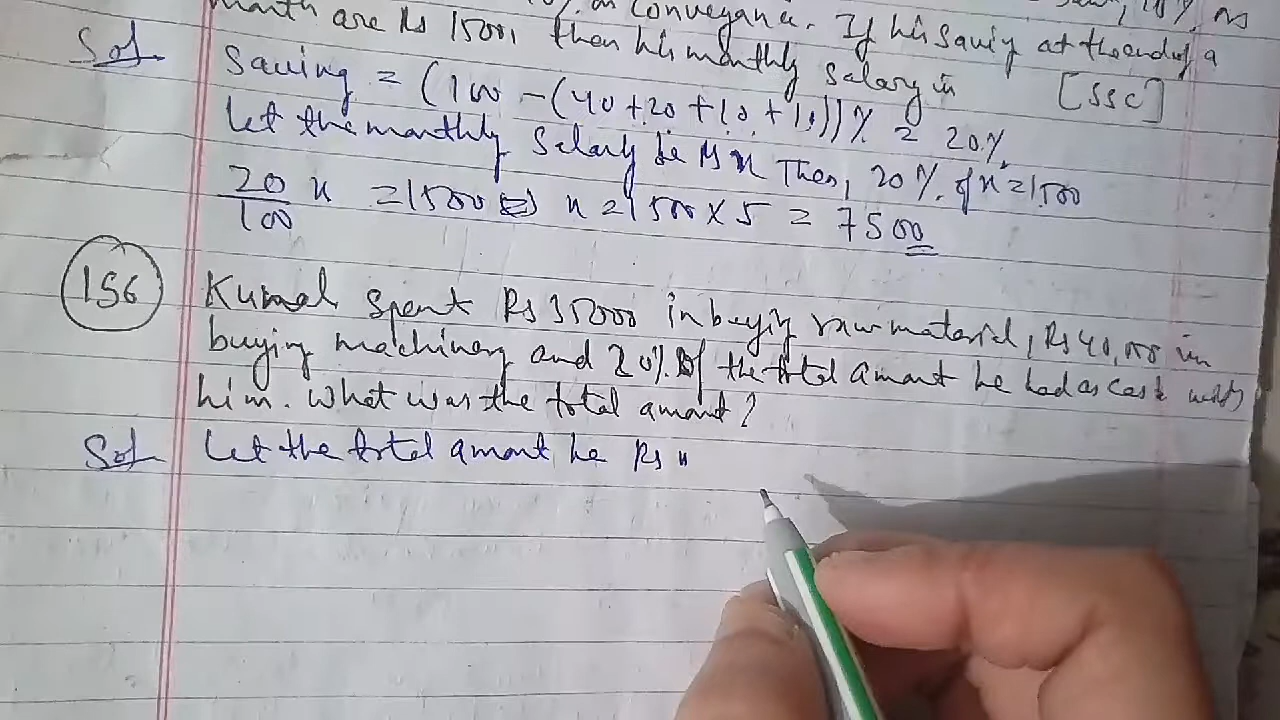 on Conveyance. If his Saving at the end of a
month are Rs 1500, then his monthly Salary is [SSC]
Sol Saving = (100 - (40+20+10+10))% = 20%
Let the monthly Salary be Rs x Then, 20% of x = 1500
20/100 x = 1500 => x = 1500 x 5 = 7500
156 Kunal Spent Rs 35000 in buying raw material, Rs 40,000 in
buying machinery and 20% of the total amount he had as cash with
him. What was the total amount?
Sol Let the total amount be Rs x